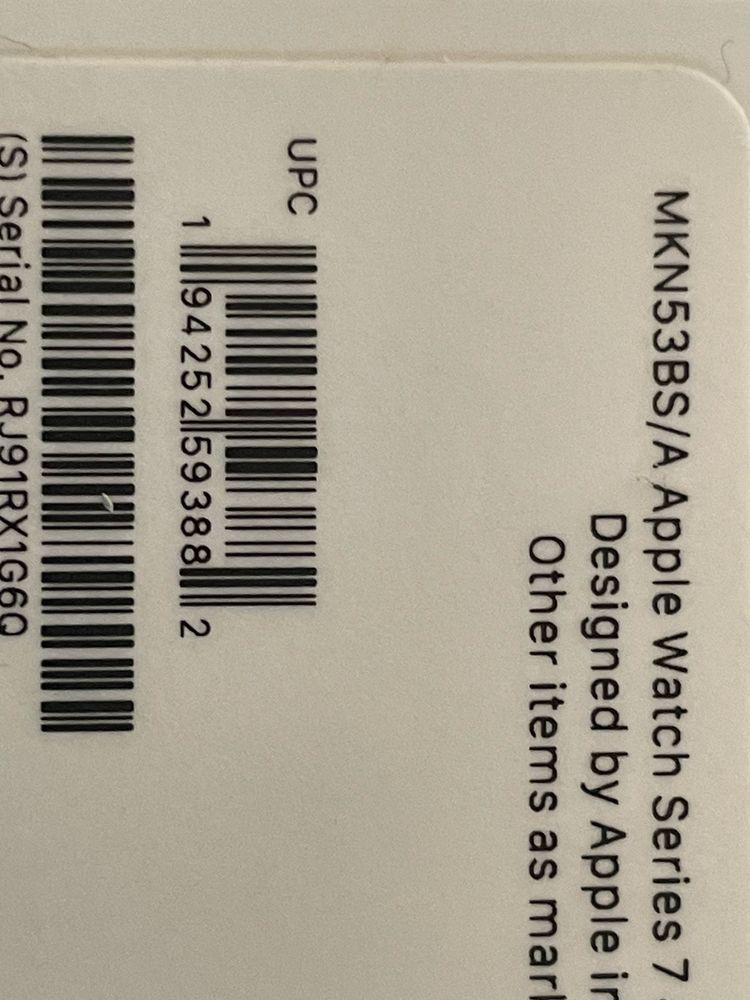 MKN53BS/A Apple Watch Series 7
Designed by Apple in
Other items as
UPC
1 94252 59388 2
(S) Serial No. RJ91RX1G6Q